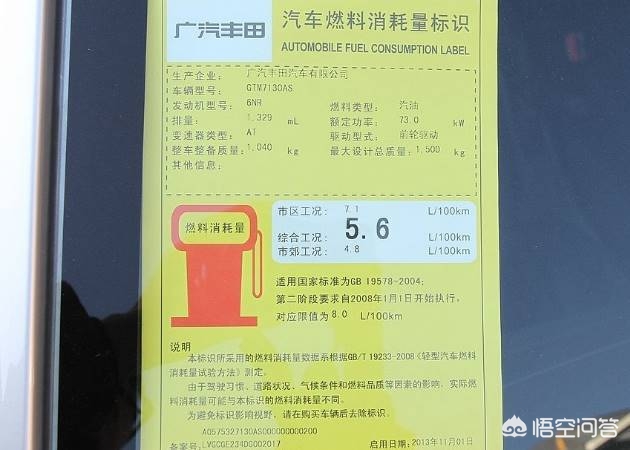 广汽丰田
汽车燃料消耗量标识
AUTOMOBILE FUEL CONSUMPTION LABEL
生产企业: 广汽丰田汽车有限公司
车辆型号: GTM7130AS
发动机型号: 6NR 燃料类型: 汽油
排量: 1,329 mL 额定功率: 73.0 kW
变速器类型: AT 驱动型式: 前轮驱动
整车整备质量: 1,040 kg 最大设计总质量: 1,500 kg
其他信息:
燃料消耗量
市区工况: 7.1 L/100km
综合工况: 5.6 L/100km
市郊工况: 4.8 L/100km
适用国家标准为GB 19578-2004;
第二阶段要求自2008年1月1日开始执行。
对应限值为 8.0 L/100km
说明
本标识所采用的燃料消耗量数据系根据GB/T 19233-2008《轻型汽车燃料
消耗量试验方法》测定。
由于驾驶习惯、道路状况、气候条件和燃料品质等因素的影响,实际燃
料消耗量可能与本标识的燃料消耗量不同。
为避免标识影响视野,请在购买车辆后去除标识。
备案号: 启用日期: 2013年11月01日
悟空问答